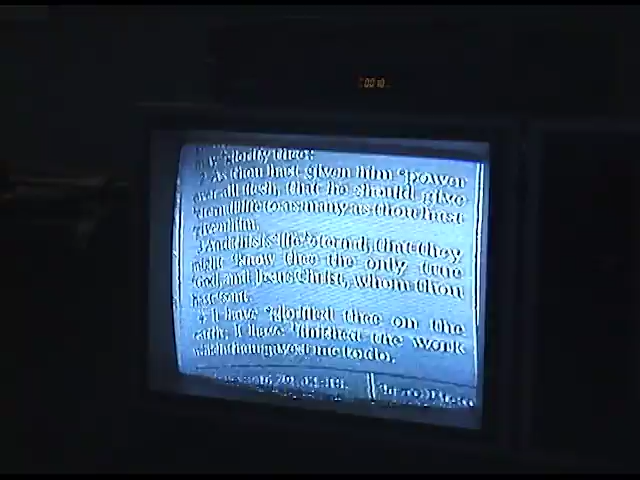 may glorify thee:
2 As thou hast given him power
over all flesh, that he should give
eternal life to as many as thou hast
given him.
3 And this is life eternal, that they
might know thee the only true
God, and Jesus Christ, whom thou
hast sent.
4 I have glorified thee on the
earth; I have finished the work
which thou gavest me to do.